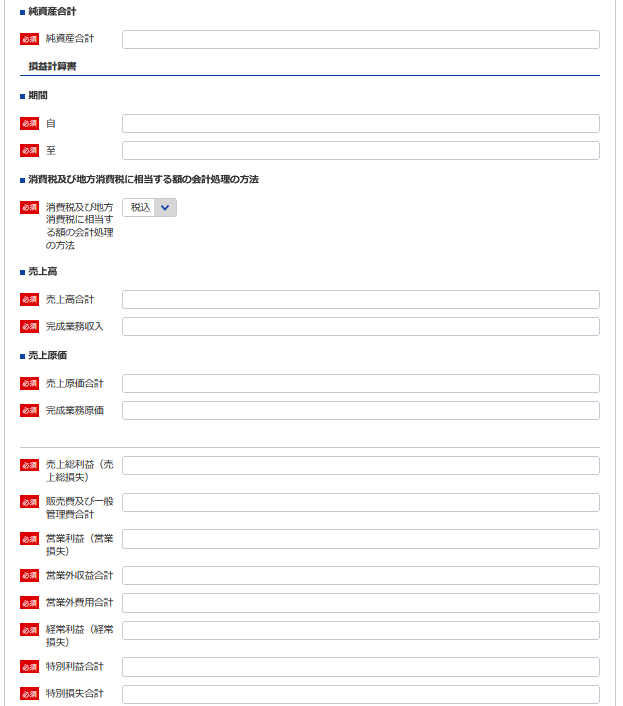 純資産合計
必須 純資産合計
損益計算書
期間
必須 自
必須 至
消費税及び地方消費税に相当する額の会計処理の方法
必須 消費税及び地方
消費税に相当す
る額の会計処理
の方法
税込
売上高
必須 売上高合計
必須 完成業務収入
売上原価
必須 売上原価合計
必須 完成業務原価
必須 売上総利益（売
上総損失）
必須 販売費及び一般
管理費合計
必須 営業利益（営業
損失）
必須 営業外収益合計
必須 営業外費用合計
必須 経常利益（経常
損失）
必須 特別利益合計
必須 特別損失合計